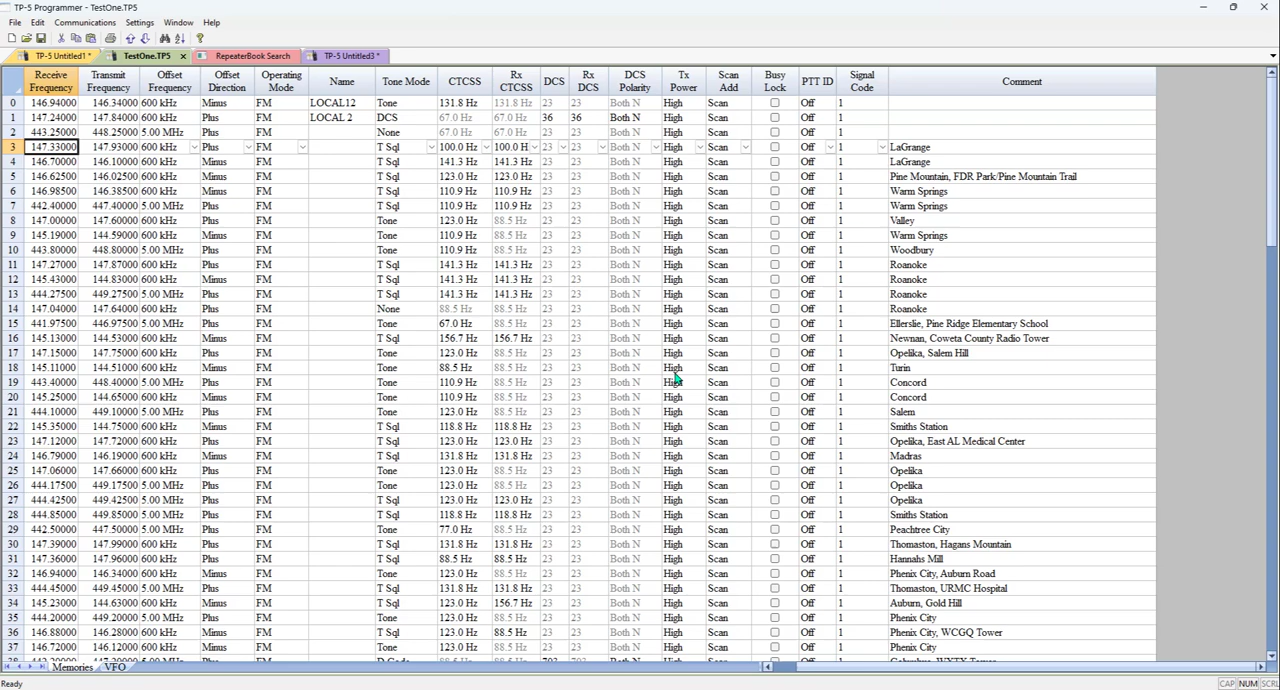 TP-5 Programmer - TestOne.TP5
File Edit Communications Settings Window Help
TP-5 Untitled1 * TestOne.TP5 × RepeaterBook Search TP-5 Untitled3 *
Receive Frequency Transmit Frequency Offset Frequency Offset Direction Operating Mode Name Tone Mode CTCSS Rx CTCSS DCS Rx DCS DCS Polarity Tx Power Scan Add Busy Lock PTT ID Signal Code Comment
0 146.94000 146.34000 600 kHz Minus FM LOCAL12 Tone 131.8 Hz 131.8 Hz 23 23 Both N High Scan Off 1
1 147.24000 147.84000 600 kHz Plus FM LOCAL 2 DCS 67.0 Hz 67.0 Hz 36 36 Both N High Scan Off 1
2 443.25000 448.25000 5.00 MHz Plus FM None 67.0 Hz 67.0 Hz 23 23 Both N High Scan Off 1
3 147.33000 147.93000 600 kHz Plus FM T Sql 100.0 Hz 100.0 H 23 23 Both N High Scan Off 1 LaGrange
4 146.70000 146.10000 600 kHz Minus FM T Sql 141.3 Hz 141.3 Hz 23 23 Both N High Scan Off 1 LaGrange
5 146.62500 146.02500 600 kHz Minus FM T Sql 123.0 Hz 123.0 Hz 23 23 Both N High Scan Off 1 Pine Mountain, FDR Park/Pine Mountain Trail
6 146.98500 146.38500 600 kHz Minus FM T Sql 110.9 Hz 110.9 Hz 23 23 Both N High Scan Off 1 Warm Springs
7 442.40000 447.40000 5.00 MHz Plus FM T Sql 110.9 Hz 110.9 Hz 23 23 Both N High Scan Off 1 Warm Springs
8 147.00000 147.60000 600 kHz Plus FM Tone 123.0 Hz 88.5 Hz 23 23 Both N High Scan Off 1 Valley
9 145.19000 144.59000 600 kHz Minus FM Tone 110.9 Hz 88.5 Hz 23 23 Both N High Scan Off 1 Warm Springs
10 443.80000 448.80000 5.00 MHz Plus FM Tone 110.9 Hz 88.5 Hz 23 23 Both N High Scan Off 1 Woodbury
11 147.27000 147.87000 600 kHz Plus FM T Sql 141.3 Hz 141.3 Hz 23 23 Both N High Scan Off 1 Roanoke
12 145.43000 144.83000 600 kHz Minus FM T Sql 141.3 Hz 141.3 Hz 23 23 Both N High Scan Off 1 Roanoke
13 444.27500 449.27500 5.00 MHz Plus FM T Sql 141.3 Hz 141.3 Hz 23 23 Both N High Scan Off 1 Roanoke
14 147.04000 147.64000 600 kHz Plus FM None 88.5 Hz 88.5 Hz 23 23 Both N High Scan Off 1 Roanoke
15 441.97500 446.97500 5.00 MHz Plus FM Tone 67.0 Hz 88.5 Hz 23 23 Both N High Scan Off 1 Ellerslie, Pine Ridge Elementary School
16 145.13000 144.53000 600 kHz Minus FM T Sql 156.7 Hz 156.7 Hz 23 23 Both N High Scan Off 1 Newnan, Coweta County Radio Tower
17 147.15000 147.75000 600 kHz Plus FM Tone 123.0 Hz 88.5 Hz 23 23 Both N High Scan Off 1 Opelika, Salem Hill
18 145.11000 144.51000 600 kHz Minus FM Tone 88.5 Hz 88.5 Hz 23 23 Both N High Scan Off 1 Turin
19 443.40000 448.40000 5.00 MHz Plus FM Tone 110.9 Hz 88.5 Hz 23 23 Both N High Scan Off 1 Concord
20 145.25000 144.65000 600 kHz Minus FM Tone 110.9 Hz 88.5 Hz 23 23 Both N High Scan Off 1 Concord
21 444.10000 449.10000 5.00 MHz Plus FM Tone 123.0 Hz 88.5 Hz 23 23 Both N High Scan Off 1 Salem
22 145.35000 144.75000 600 kHz Minus FM T Sql 118.8 Hz 118.8 Hz 23 23 Both N High Scan Off 1 Smiths Station
23 147.12000 147.72000 600 kHz Plus FM T Sql 123.0 Hz 123.0 Hz 23 23 Both N High Scan Off 1 Opelika, East AL Medical Center
24 146.79000 146.19000 600 kHz Minus FM T Sql 131.8 Hz 131.8 Hz 23 23 Both N High Scan Off 1 Madras
25 147.06000 147.66000 600 kHz Plus FM Tone 123.0 Hz 88.5 Hz 23 23 Both N High Scan Off 1 Opelika
26 444.17500 449.17500 5.00 MHz Plus FM Tone 123.0 Hz 88.5 Hz 23 23 Both N High Scan Off 1 Opelika
27 444.42500 449.42500 5.00 MHz Plus FM T Sql 123.0 Hz 123.0 Hz 23 23 Both N High Scan Off 1 Opelika
28 444.85000 449.85000 5.00 MHz Plus FM T Sql 118.8 Hz 118.8 Hz 23 23 Both N High Scan Off 1 Smiths Station
29 442.50000 447.50000 5.00 MHz Plus FM Tone 77.0 Hz 88.5 Hz 23 23 Both N High Scan Off 1 Peachtree City
30 147.39000 147.99000 600 kHz Plus FM T Sql 131.8 Hz 131.8 Hz 23 23 Both N High Scan Off 1 Thomaston, Hagans Mountain
31 147.36000 147.96000 600 kHz Plus FM T Sql 88.5 Hz 88.5 Hz 23 23 Both N High Scan Off 1 Hannahs Mill
32 146.94000 146.34000 600 kHz Minus FM Tone 123.0 Hz 88.5 Hz 23 23 Both N High Scan Off 1 Phenix City, Auburn Road
33 444.45000 449.45000 5.00 MHz Plus FM T Sql 131.8 Hz 131.8 Hz 23 23 Both N High Scan Off 1 Thomaston, URMC Hospital
34 145.23000 144.63000 600 kHz Minus FM T Sql 123.0 Hz 156.7 Hz 23 23 Both N High Scan Off 1 Auburn, Gold Hill
35 444.20000 449.20000 5.00 MHz Plus FM Tone 123.0 Hz 88.5 Hz 23 23 Both N High Scan Off 1 Phenix City
36 146.88000 146.28000 600 kHz Minus FM T Sql 123.0 Hz 88.5 Hz 23 23 Both N High Scan Off 1 Phenix City, WCGQ Tower
37 146.72000 146.12000 600 kHz Minus FM Tone 123.0 Hz 88.5 Hz 23 23 Both N High Scan Off 1 Phenix City
Memories VFO
Ready CAP NUM SCRL